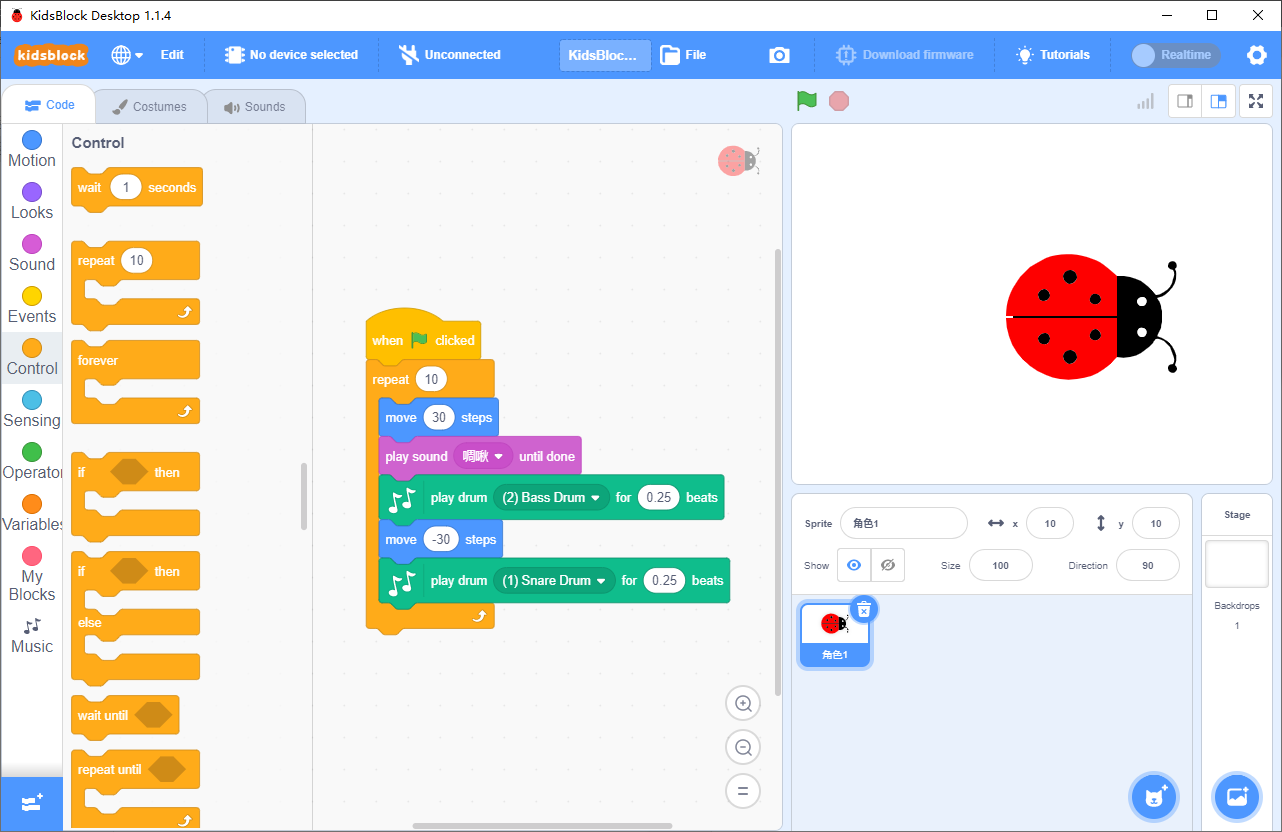 KidsBlock Desktop 1.1.4
kidsblock Edit No device selected Unconnected KidsBloc... File Download firmware Tutorials Realtime
Code Costumes Sounds
Motion
Looks
Sound
Events
Control
Sensing
Operator
Variables
My
Blocks
Music
Control
wait 1 seconds
repeat 10
forever
if then
if then
else
wait until
repeat until
when clicked
repeat 10
move 30 steps
play sound 啁啾 until done
play drum (2) Bass Drum for 0.25 beats
move -30 steps
play drum (1) Snare Drum for 0.25 beats
Sprite 角色1 x 10 y 10
Show Size 100 Direction 90
角色1
Stage
Backdrops
1